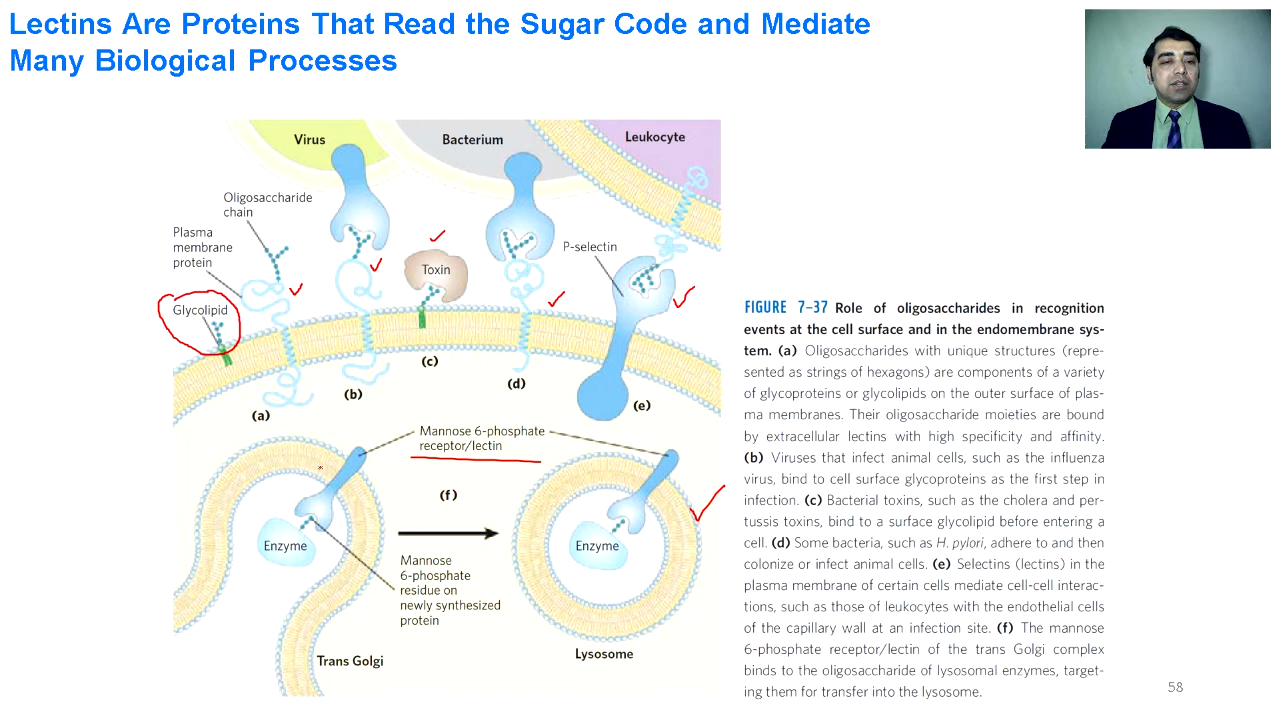 Lectins Are Proteins That Read the Sugar Code and Mediate
Many Biological Processes
Virus
Bacterium
Leukocyte
Oligosaccharide
chain
Plasma
membrane
protein
P-selectin
Toxin
Glycolipid
(a)
(b)
(c)
(d)
(e)
Mannose 6-phosphate
receptor/lectin
(f)
Enzyme
Enzyme
Mannose
6-phosphate
residue on
newly synthesized
protein
Trans Golgi
Lysosome
FIGURE 7–37 Role of oligosaccharides in recognition
events at the cell surface and in the endomembrane sys-
tem. (a) Oligosaccharides with unique structures (repre-
sented as strings of hexagons) are components of a variety
of glycoproteins or glycolipids on the outer surface of plas-
ma membranes. Their oligosaccharide moieties are bound
by extracellular lectins with high specificity and affinity.
(b) Viruses that infect animal cells, such as the influenza
virus, bind to cell surface glycoproteins as the first step in
infection. (c) Bacterial toxins, such as the cholera and per-
tussis toxins, bind to a surface glycolipid before entering a
cell. (d) Some bacteria, such as H. pylori, adhere to and then
colonize or infect animal cells. (e) Selectins (lectins) in the
plasma membrane of certain cells mediate cell-cell interac-
tions, such as those of leukocytes with the endothelial cells
of the capillary wall at an infection site. (f) The mannose
6-phosphate receptor/lectin of the trans Golgi complex
binds to the oligosaccharide of lysosomal enzymes, target-
ing them for transfer into the lysosome.
58